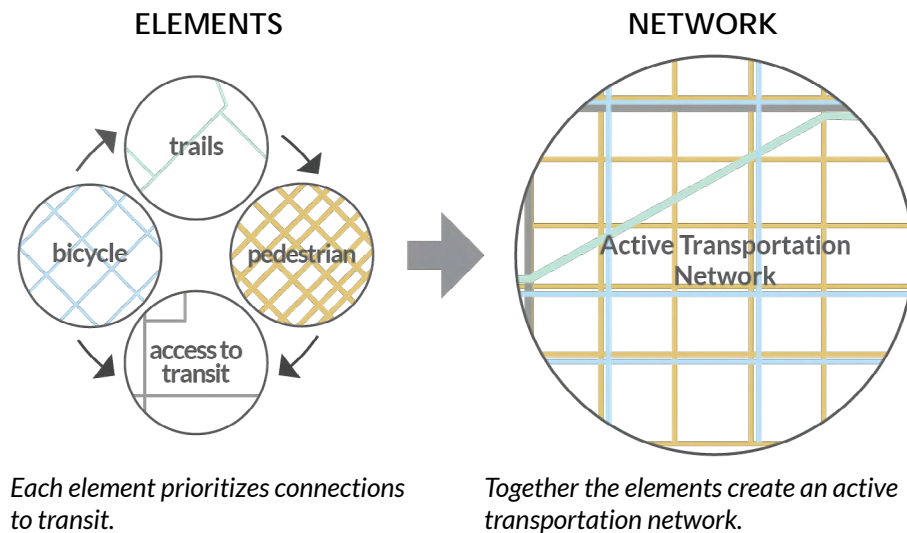 ELEMENTS
NETWORK
trails
bicycle
pedestrian
access to
transit
Active Transportation
Network
Each element prioritizes connections
to transit.
Together the elements create an active
transportation network.